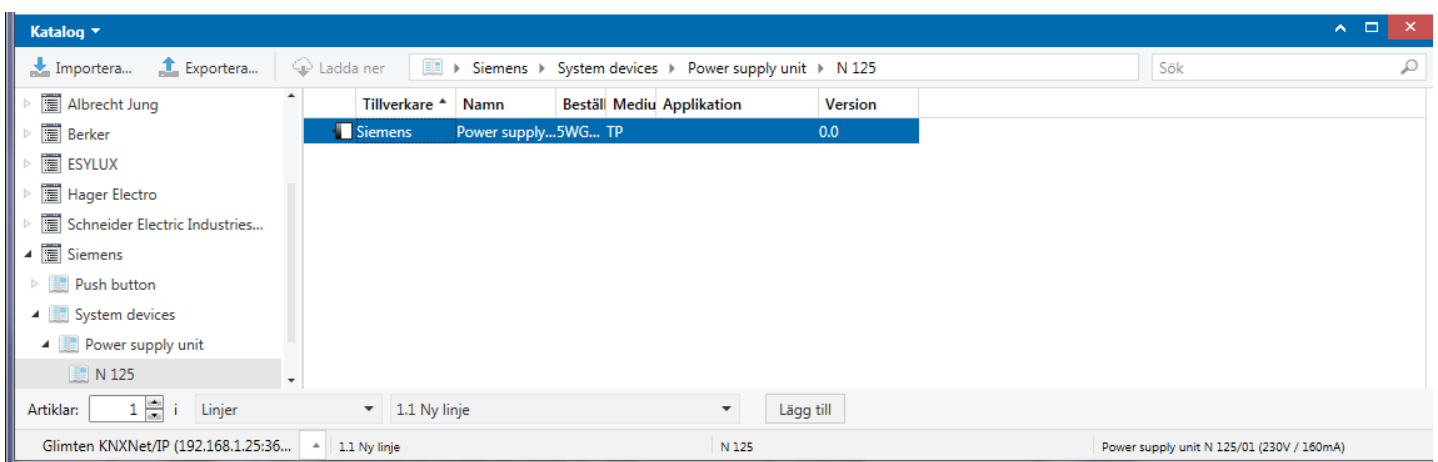 Katalog
Importera... Exportera... Ladda ner Siemens System devices Power supply unit N 125 Sök
Albrecht Jung
Berker
ESYLUX
Hager Electro
Schneider Electric Industries...
Siemens
Push button
System devices
Power supply unit
N 125
Tillverkare Namn Beställ Mediu Applikation Version
Siemens Power supply...5WG... TP 0.0
Artiklar: 1 i Linjer 1.1 Ny linje Lägg till
Glimten KNXNet/IP (192.168.1.25:36... 1.1 Ny linje N 125 Power supply unit N 125/01 (230V / 160mA)